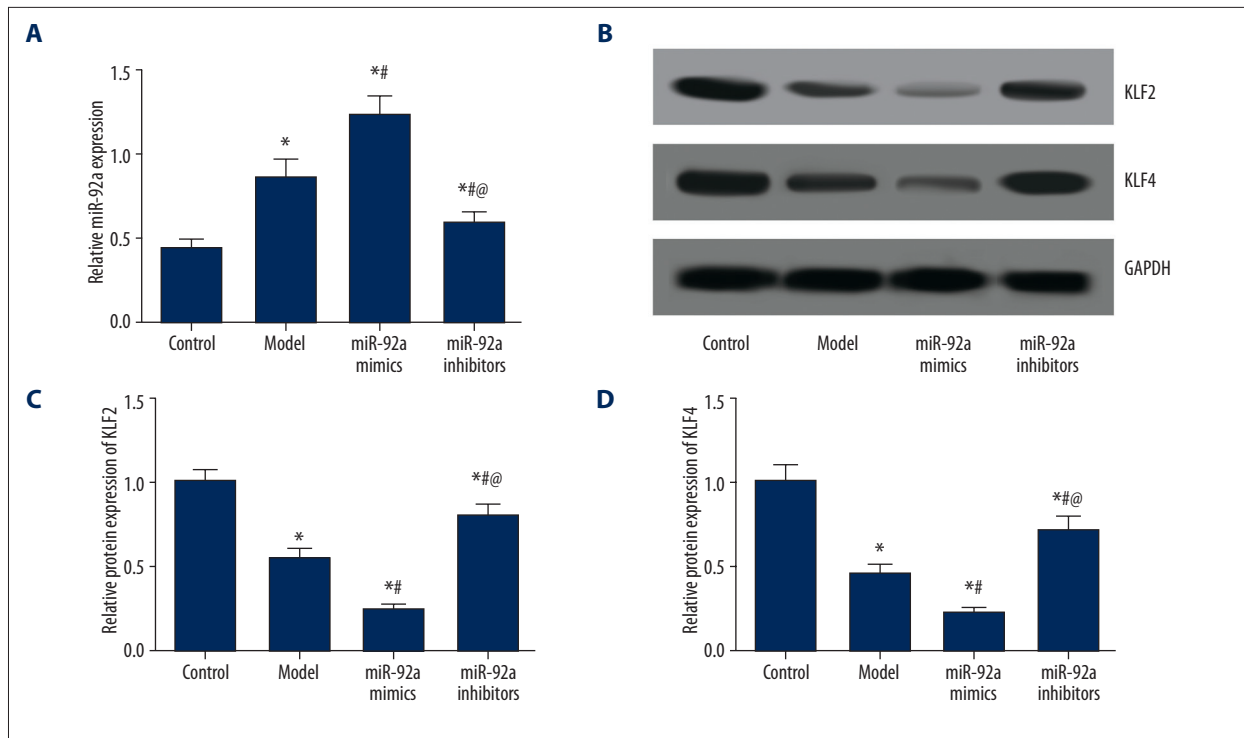 A
Relative miR-92a expression
1.5
1.0
0.5
0.0
*
*#
*#@
Control
Model
miR-92a
mimics
miR-92a
inhibitors
B
KLF2
KLF4
GAPDH
Control
Model
miR-92a
mimics
miR-92a
inhibitors
C
Relative protein expression of KLF2
1.5
1.0
0.5
0.0
*
*#
*#@
Control
Model
miR-92a
mimics
miR-92a
inhibitors
D
Relative protein expression of KLF4
1.5
1.0
0.5
0.0
*
*#
*#@
Control
Model
miR-92a
mimics
miR-92a
inhibitors